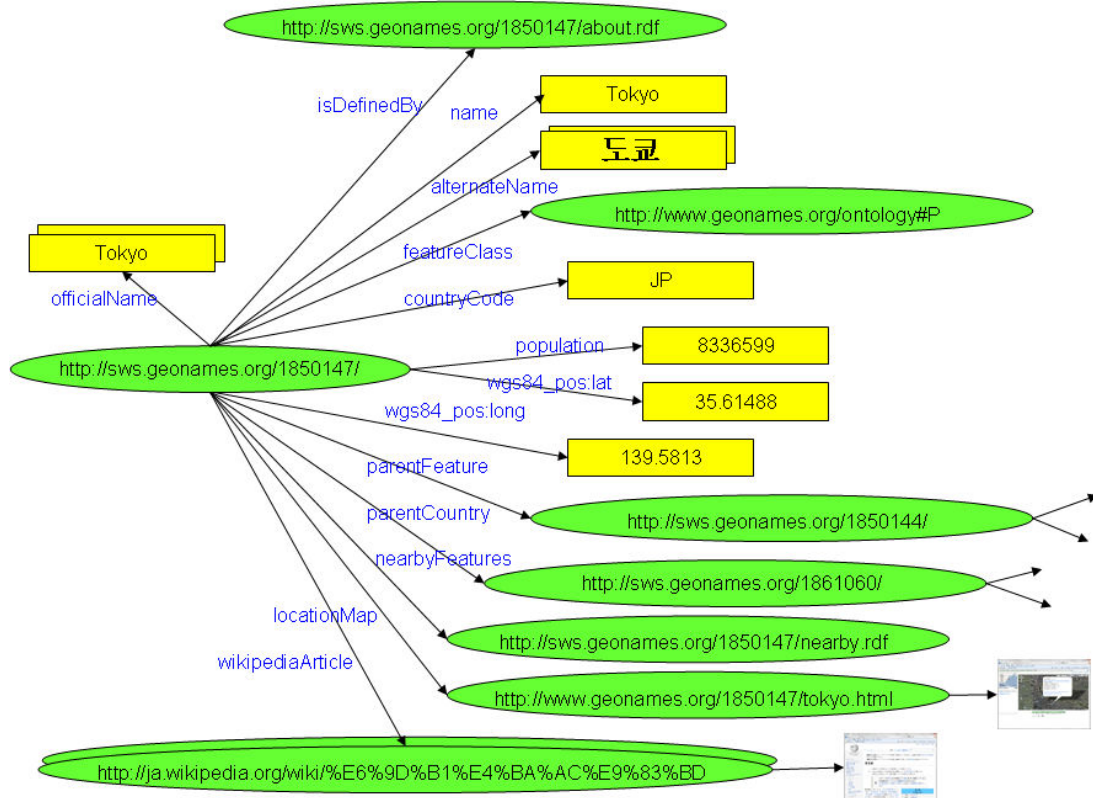 http://sws.geonames.org/1850147/about.rdf
isDefinedBy
name
Tokyo
도쿄
alternateName
http://www.geonames.org/ontology#P
Tokyo
featureClass
officialName
countryCode
JP
population
8336599
http://sws.geonames.org/1850147/
wgs84_pos:lat
35.61488
wgs84_pos:long
139.5813
parentFeature
parentCountry
http://sws.geonames.org/1850144/
nearbyFeatures
http://sws.geonames.org/1861060/
locationMap
http://sws.geonames.org/1850147/nearby.rdf
wikipediaArticle
http://www.geonames.org/1850147/tokyo.html
http://ja.wikipedia.org/wiki/%E6%9D%B1%E4%BA%AC%E9%83%BD